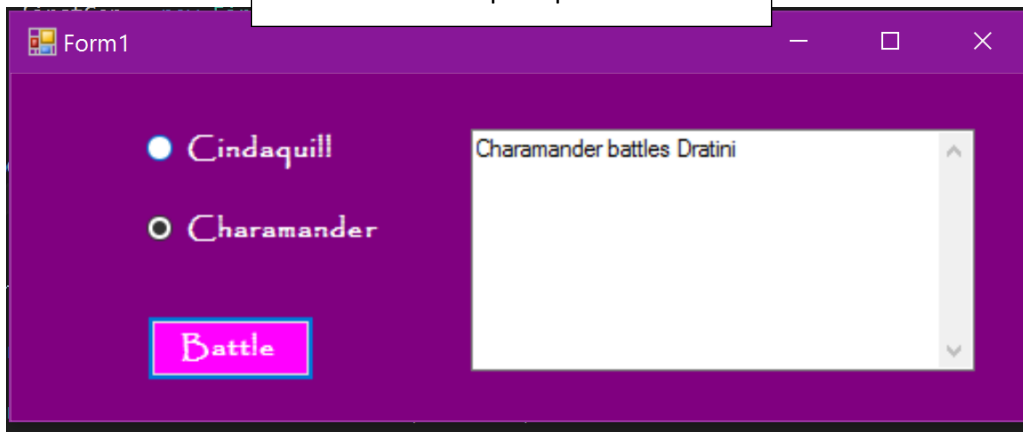 Form1
Cindaquill
Charamander battles Dratini
Charamander
Battle